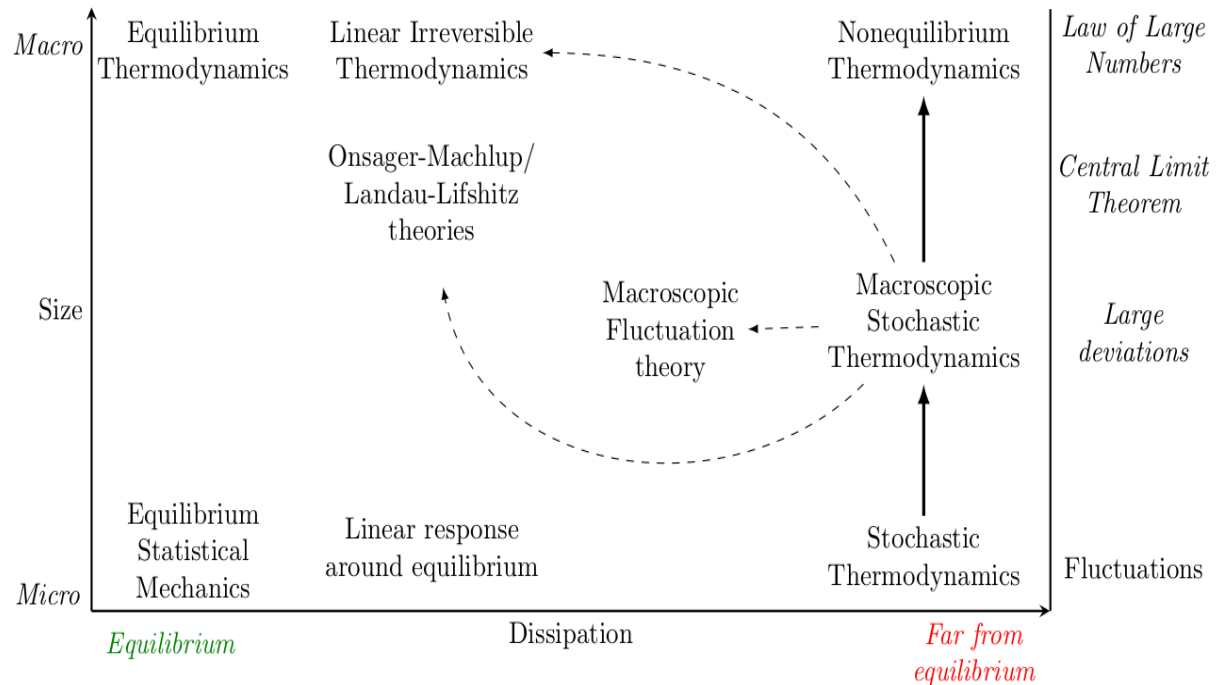 Macro
Equilibrium
Thermodynamics
Linear Irreversible
Thermodynamics
Nonequilibrium
Thermodynamics
Law of Large
Numbers
Onsager-Machlup/
Landau-Lifshitz
theories
Central Limit
Theorem
Size
Macroscopic
Fluctuation
theory
Macroscopic
Stochastic
Thermodynamics
Large
deviations
Equilibrium
Statistical
Mechanics
Linear response
around equilibrium
Stochastic
Thermodynamics
Fluctuations
Micro
Equilibrium
Dissipation
Far from
equilibrium